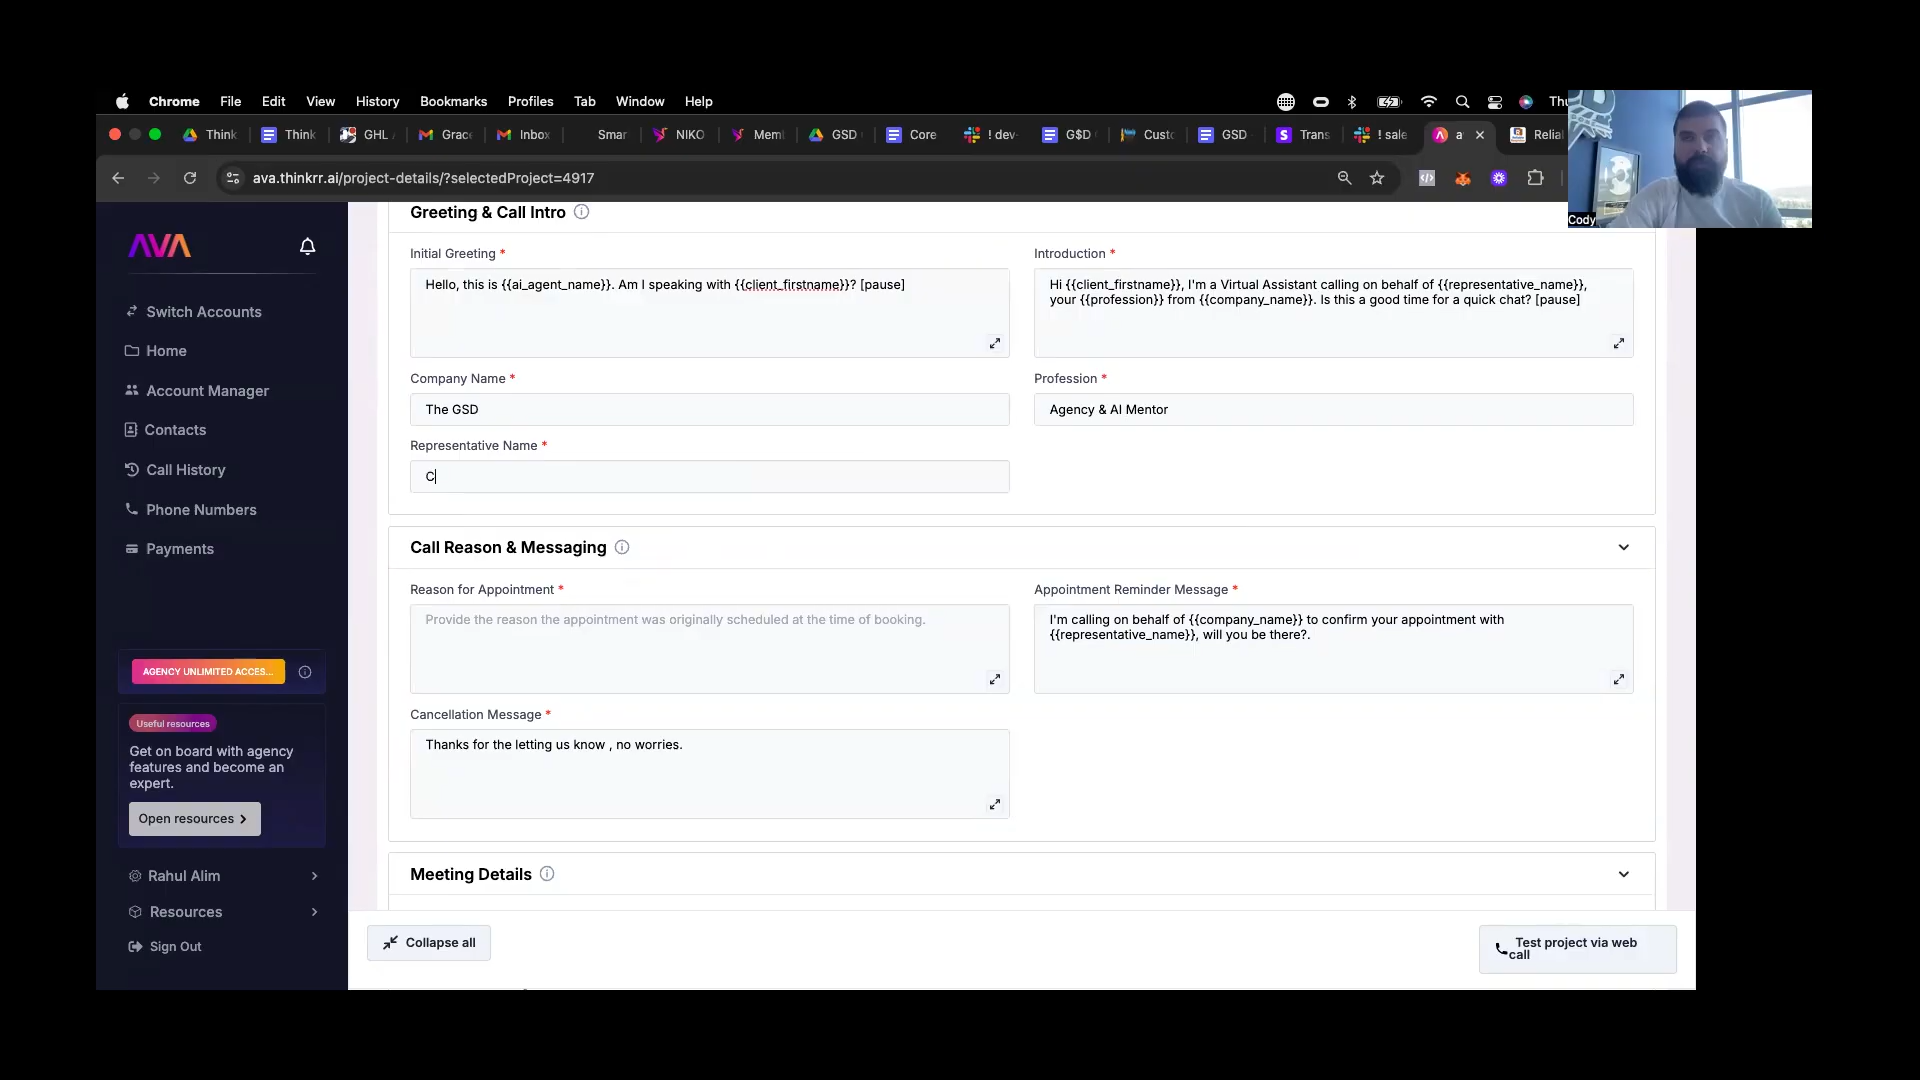 Chrome File Edit View History Bookmarks Profiles Tab Window Help Thu
Think Think GHL Grace Inbox Smar NIKO Memb GSD Core ! dev- G$D Custo GSD Trans ! sale a Relial
ava.thinkrr.ai/project-details/?selectedProject=4917
Cody
AVA
Switch Accounts
Home
Account Manager
Contacts
Call History
Phone Numbers
Payments
AGENCY UNLIMITED ACCES...
Useful resources
Get on board with agency
features and become an
expert.
Open resources
Rahul Alim
Resources
Sign Out
Greeting & Call Intro
Initial Greeting *
Hello, this is {{ai_agent_name}}. Am I speaking with {{client_firstname}}? [pause]
Introduction *
Hi {{client_firstname}}, I'm a Virtual Assistant calling on behalf of {{representative_name}},
your {{profession}} from {{company_name}}. Is this a good time for a quick chat? [pause]
Company Name *
The GSD
Profession *
Agency & AI Mentor
Representative Name *
C
Call Reason & Messaging
Reason for Appointment *
Provide the reason the appointment was originally scheduled at the time of booking.
Appointment Reminder Message *
I'm calling on behalf of {{company_name}} to confirm your appointment with
{{representative_name}}, will you be there?.
Cancellation Message *
Thanks for the letting us know , no worries.
Meeting Details
Collapse all
Test project via web
call